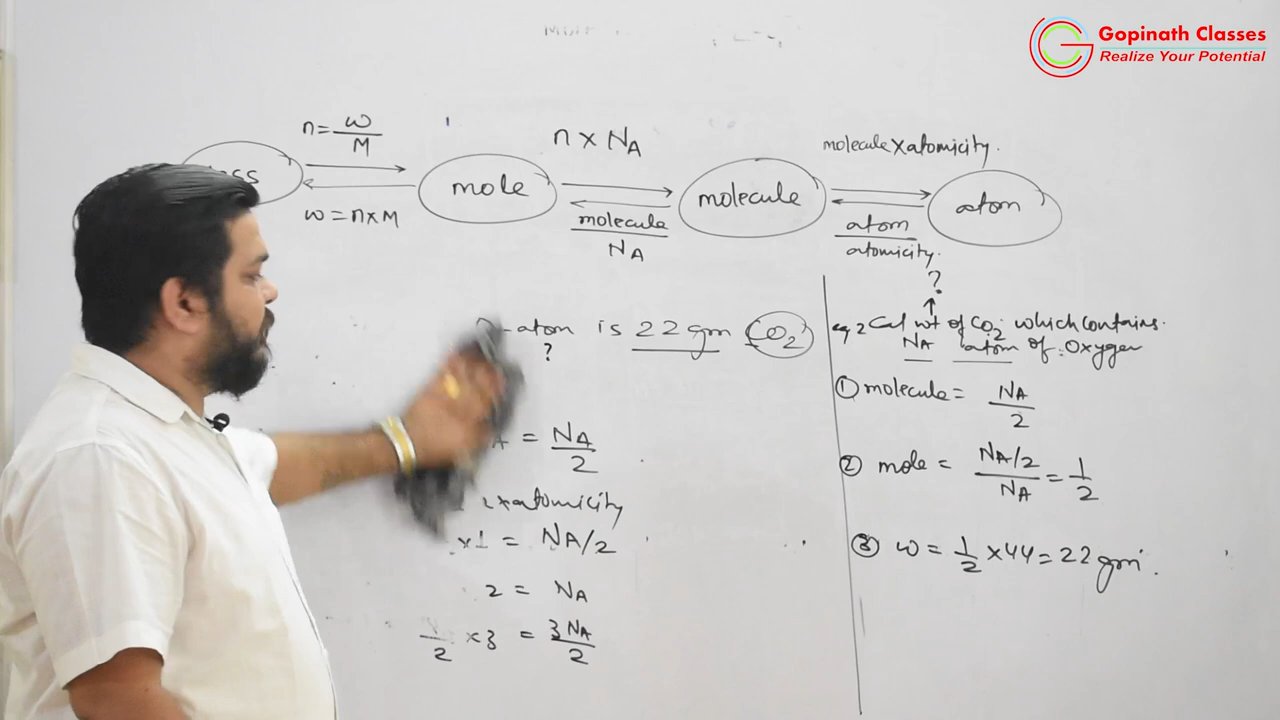 Gopinath Classes
Realize Your Potential
n = w/M
w = n×M
mole
n × NA
molecule/NA
molecule
molecule×atomicity.
atom/atomicity.
atom
atom is 22 gm CO2
?
= NA/2
×atomicity
×1 = NA/2
2 = NA
/2 ×3 = 3NA/2
?
eg 2 Cal wt of CO2 which contains.
NA atom of Oxygen
① molecule = NA/2
② mole = NA/2/NA = 1/2
③ w = 1/2 ×44 = 22 gm.